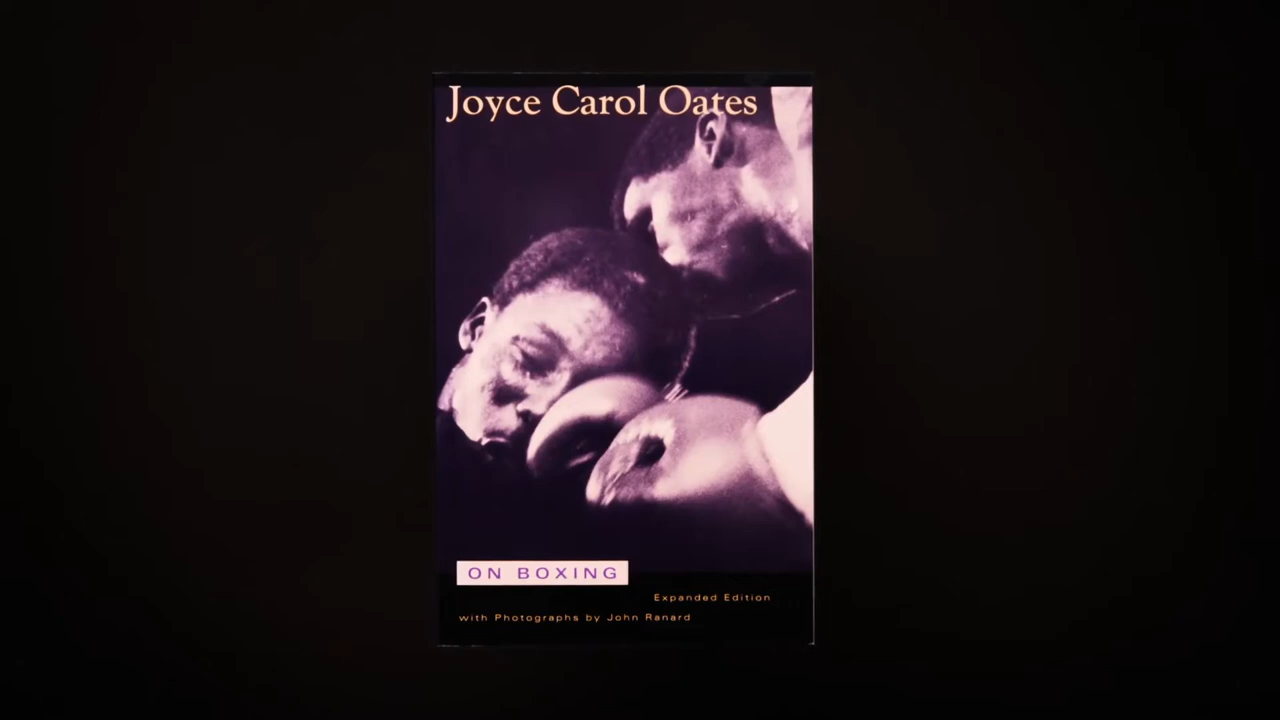 Joyce Carol Oates
ON BOXING
Expanded Edition
with Photographs by John Ranard